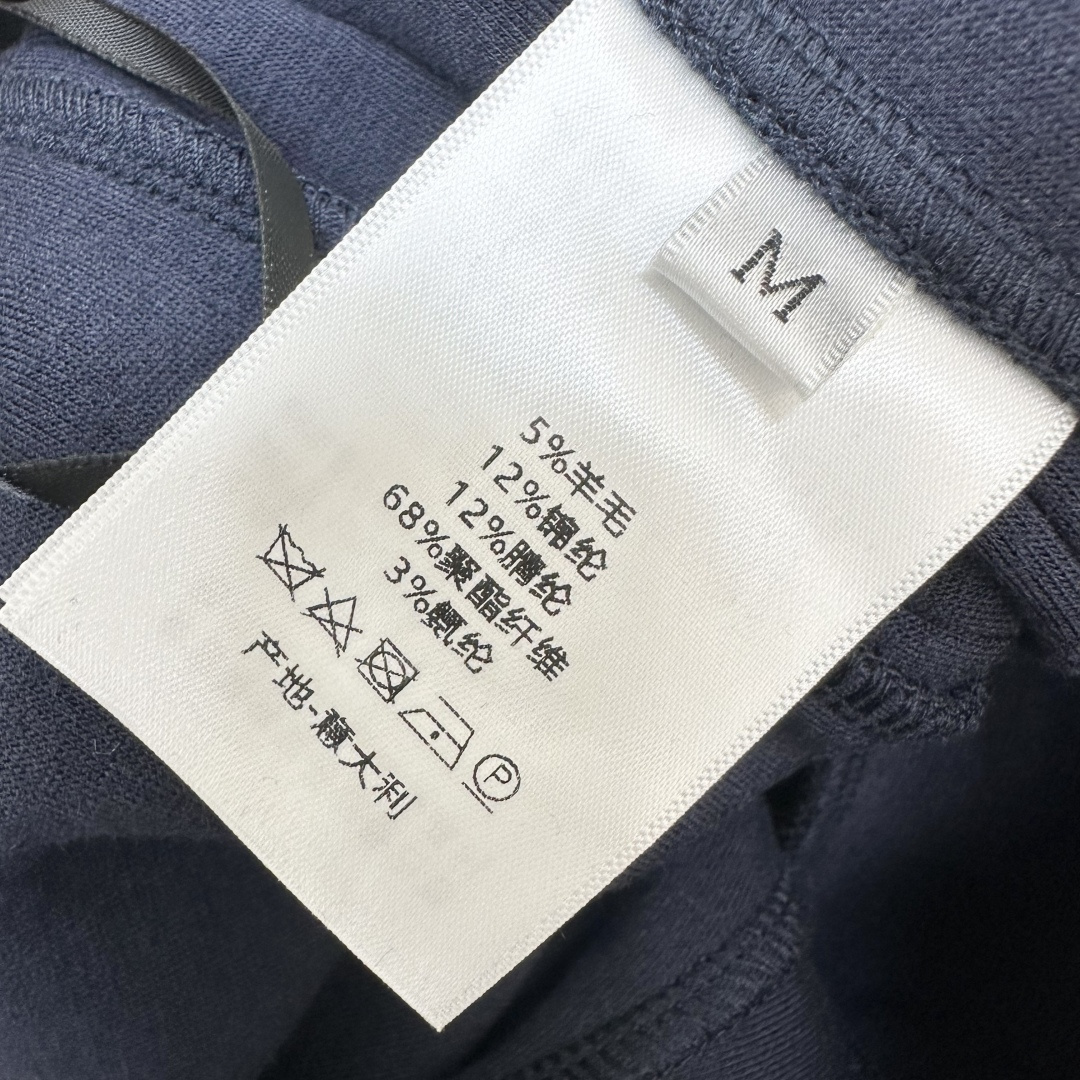 M
5%羊毛
12%锦纶
12%腈纶
68%聚酯纤维
3%氨纶
P
产地-意大利